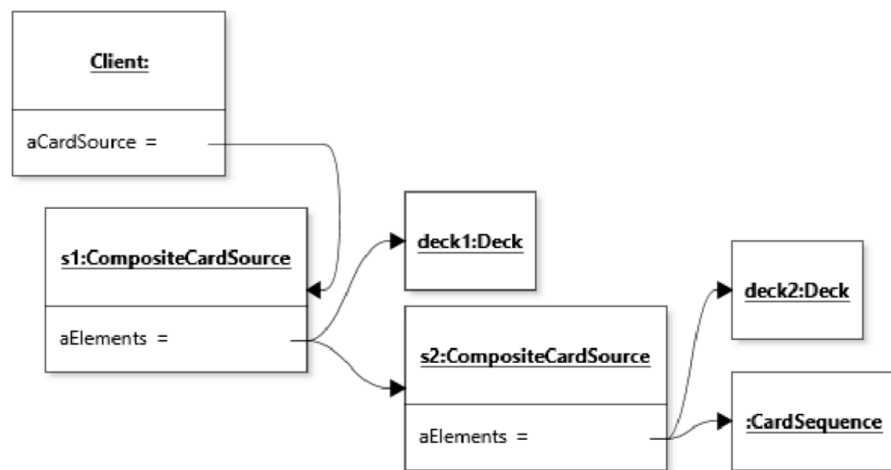 Client:
aCardSource =
s1:CompositeCardSource
aElements =
deck1:Deck
s2:CompositeCardSource
aElements =
deck2:Deck
:CardSequence